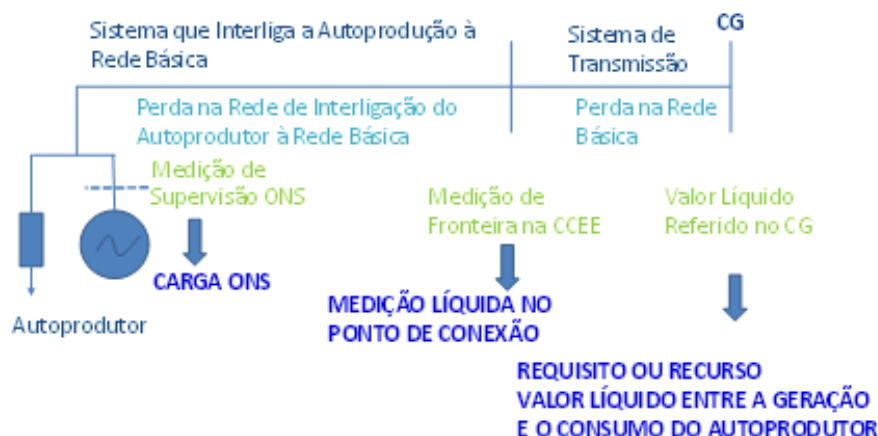 Sistema que Interliga a Autoprodução à
Rede Básica
Sistema de
Transmissão
CG
Perda na Rede de Interligação do
Autoprodutor à Rede Básica
Perda na Rede
Básica
Medição de
Supervisão ONS
Medição de
Fronteira na CCEE
Valor Líquido
Referido no CG
CARGA ONS
Autoprodutor
MEDIÇÃO LÍQUIDA NO
PONTO DE CONEXÃO
REQUISITO OU RECURSO
VALOR LÍQUIDO ENTRE A GERAÇÃO
E O CONSUMO DO AUTOPRODUTOR